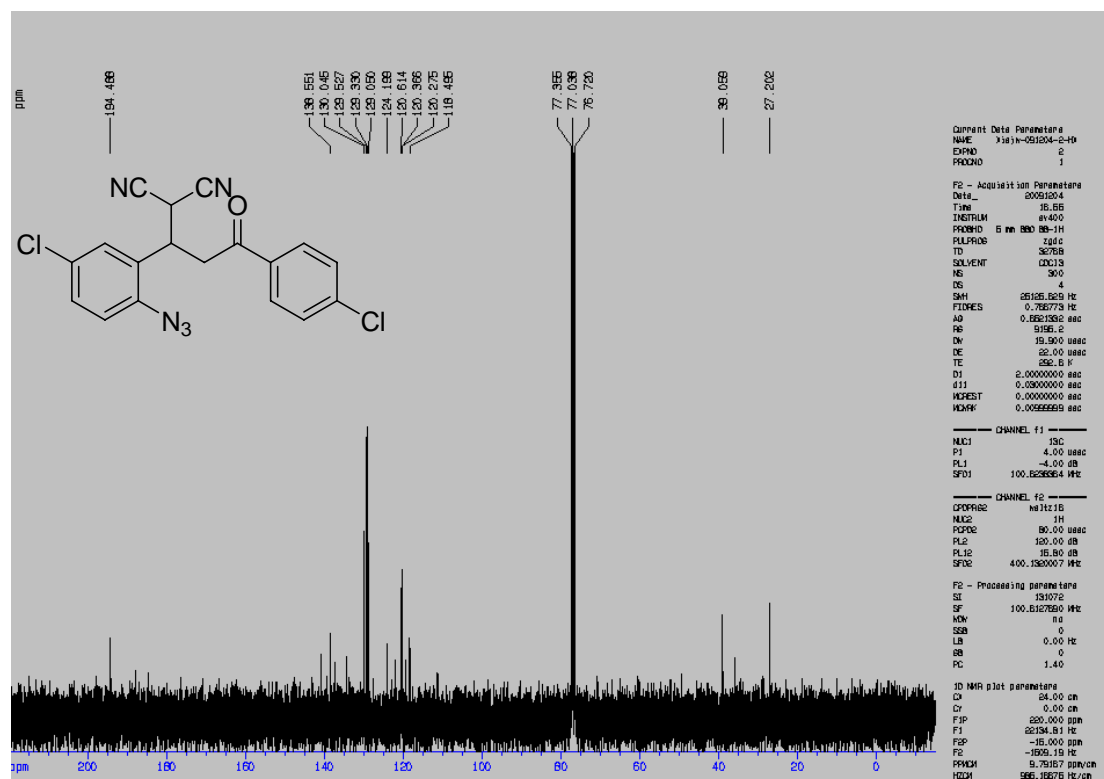 ppm
194.488
138.551
130.045
129.527
129.330
129.050
124.199
120.614
120.366
120.275
118.495
77.355
77.038
76.720
39.059
27.202
NC
CN
O
Cl
N3
Cl
Current Data Parameters
NAME
EXPNO 2
PROCNO 1
F2 - Acquisition Parameters
Date_ 20091204
Time 16.56
INSTRUM av400
PROBHD 5 mm BBO BB-1H
PULPROG zgdc
TD 32768
SOLVENT CDCl3
NS 300
DS 4
SWH 25125.629 Hz
FIDRES 0.766773 Hz
AQ 0.6521332 sec
RG 9195.2
DW 19.900 usec
DE 22.00 usec
TE 292.6 K
D1 2.00000000 sec
d11 0.03000000 sec
MCREST 0.00000000 sec
MCWRK sec
CHANNEL f1
NUC1 13C
P1 4.00 usec
PL1 -4.00 dB
SFO1 MHz
CHANNEL f2
CPDPRG2 waltz16
NUC2 1H
PCPD2 80.00 usec
PL2 120.00 dB
PL12 15.80 dB
SFO2 400.1320007 MHz
F2 - Processing parameters
SI 131072
SF 100.6127690 MHz
WDW no
SSB 0
LB 0.00 Hz
GB 0
PC 1.40
1D NMR plot parameters
CX 24.00 cm
CY 0.00 cm
F1P 220.000 ppm
F1 22134.81 Hz
F2P -15.000 ppm
F2 -1509.19 Hz
PPMCM 9.79167 ppm/cm
HZCM 985.16675 Hz/cm
ppm 200 180 160 140 120 100 80 60 40 20 0